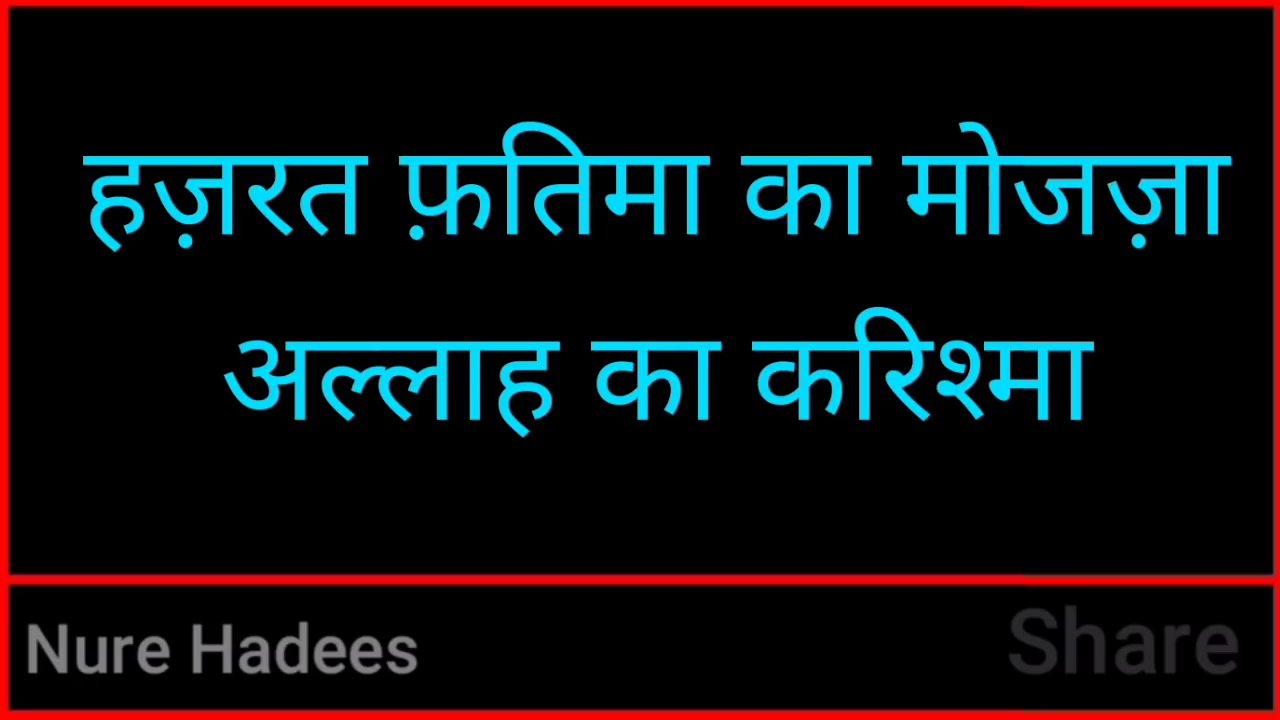 हज़रत फ़तिमा का मोजज़ा
अल्लाह का करिश्मा
Nure Hadees
Share